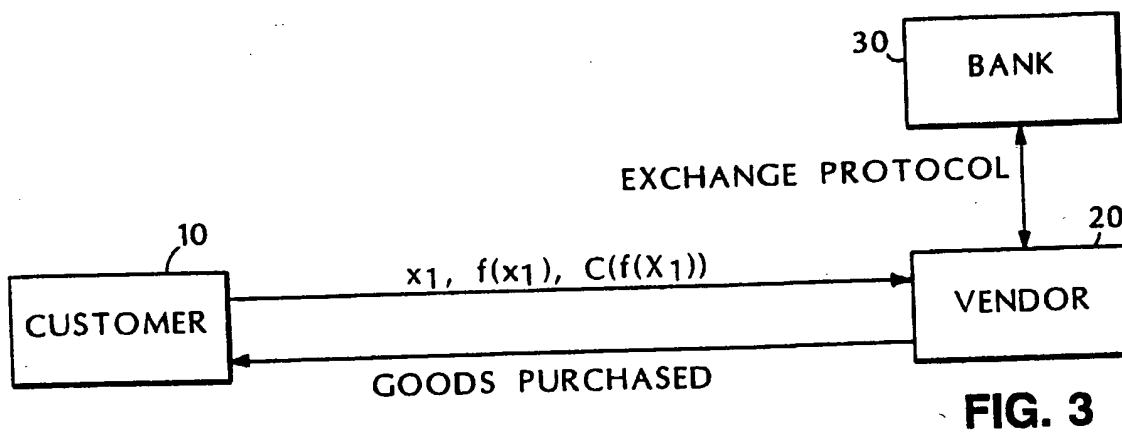 30
BANK
EXCHANGE PROTOCOL
10
20
x1, f(x1), C(f(X1))
CUSTOMER
VENDOR
GOODS PURCHASED
FIG. 3